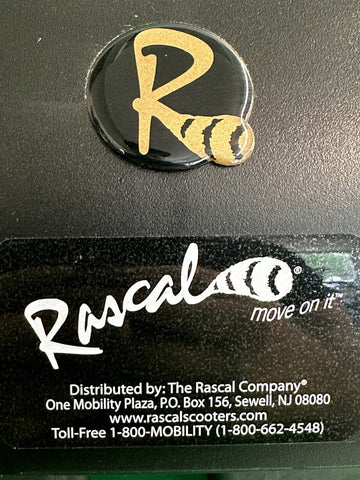 R
Rascal®
move on it™
Distributed by: The Rascal Company®
One Mobility Plaza, P.O. Box 156, Sewell, NJ 08080
www.rascalscooters.com
Toll-Free 1-800-MOBILITY (1-800-662-4548)